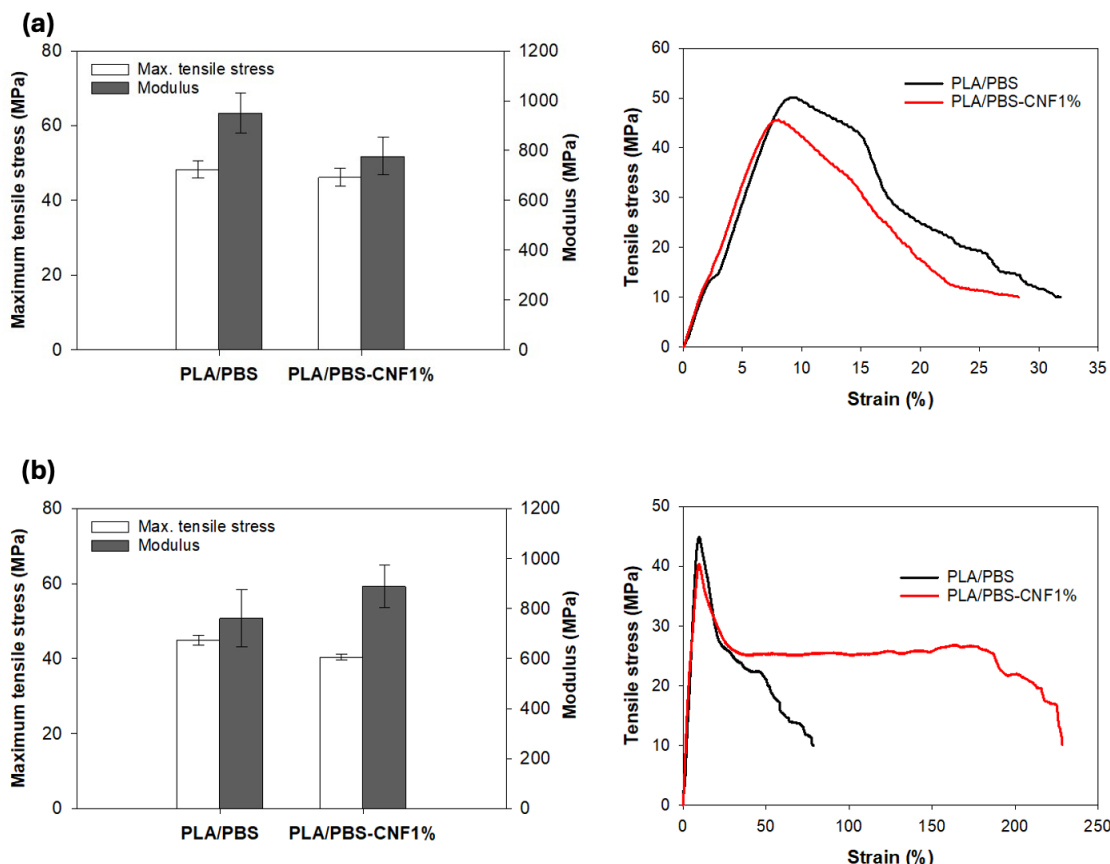 (a)
Maximum tensile stress (MPa)
80
60
40
20
0
Max. tensile stress
Modulus
1200
1000
800
600
400
200
0
Modulus (MPa)
PLA/PBS PLA/PBS-CNF1%
Tensile stress (MPa)
60
50
40
30
20
10
0
PLA/PBS
PLA/PBS-CNF1%
0 5 10 15 20 25 30 35
Strain (%)
(b)
Maximum tensile stress (MPa)
80
60
40
20
0
Max. tensile stress
Modulus
1200
1000
800
600
400
200
0
Modulus (MPa)
PLA/PBS PLA/PBS-CNF1%
Tensile stress (MPa)
50
40
30
20
10
0
PLA/PBS
PLA/PBS-CNF1%
0 50 100 150 200 250
Strain (%)